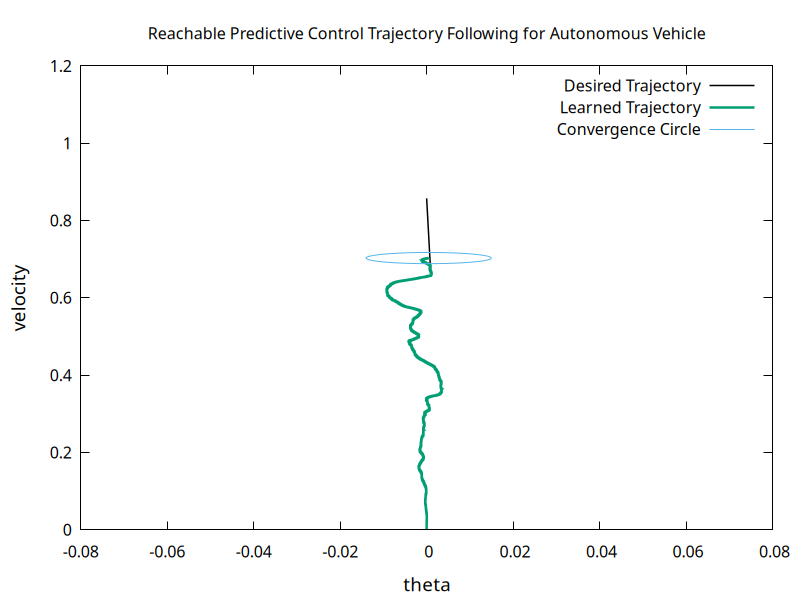 Reachable Predictive Control Trajectory Following for Autonomous Vehicle
Desired Trajectory
Learned Trajectory
Convergence Circle
1.2
1
0.8
0.6
0.4
0.2
0
velocity
-0.08 -0.06 -0.04 -0.02 0 0.02 0.04 0.06 0.08
theta